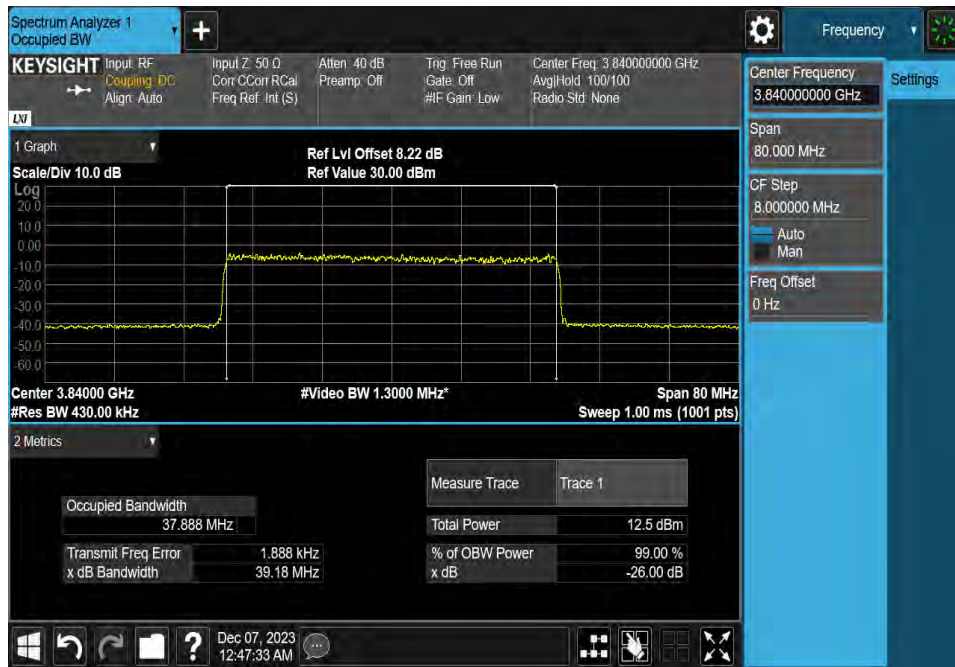 Spectrum Analyzer 1
Occupied BW
+
Frequency
KEYSIGHT
Input: RF
Coupling: DC
Align: Auto
Input Z: 50 Ω
Corr CCorr RCal
Freq Ref: Int (S)
Atten: 40 dB
Preamp: Off
Trig: Free Run
Gate: Off
#IF Gain: Low
Center Freq: 3.840000000 GHz
Avg|Hold: 100/100
Radio Std: None
LXI
Center Frequency
3.840000000 GHz
Settings
Span
80.000 MHz
CF Step
8.000000 MHz
Auto
Man
Freq Offset
0 Hz
1 Graph
Scale/Div 10.0 dB
Ref Lvl Offset 8.22 dB
Ref Value 30.00 dBm
Log
20.0
10.0
0.00
-10.0
-20.0
-30.0
-40.0
-50.0
-60.0
Center 3.84000 GHz
#Video BW 1.3000 MHz*
Span 80 MHz
#Res BW 430.00 kHz
Sweep 1.00 ms (1001 pts)
2 Metrics
Measure Trace
Trace 1
Occupied Bandwidth
37.888 MHz
Total Power
12.5 dBm
Transmit Freq Error
1.888 kHz
% of OBW Power
99.00 %
x dB Bandwidth
39.18 MHz
x dB
-26.00 dB
?
Dec 07, 2023
12:47:33 AM